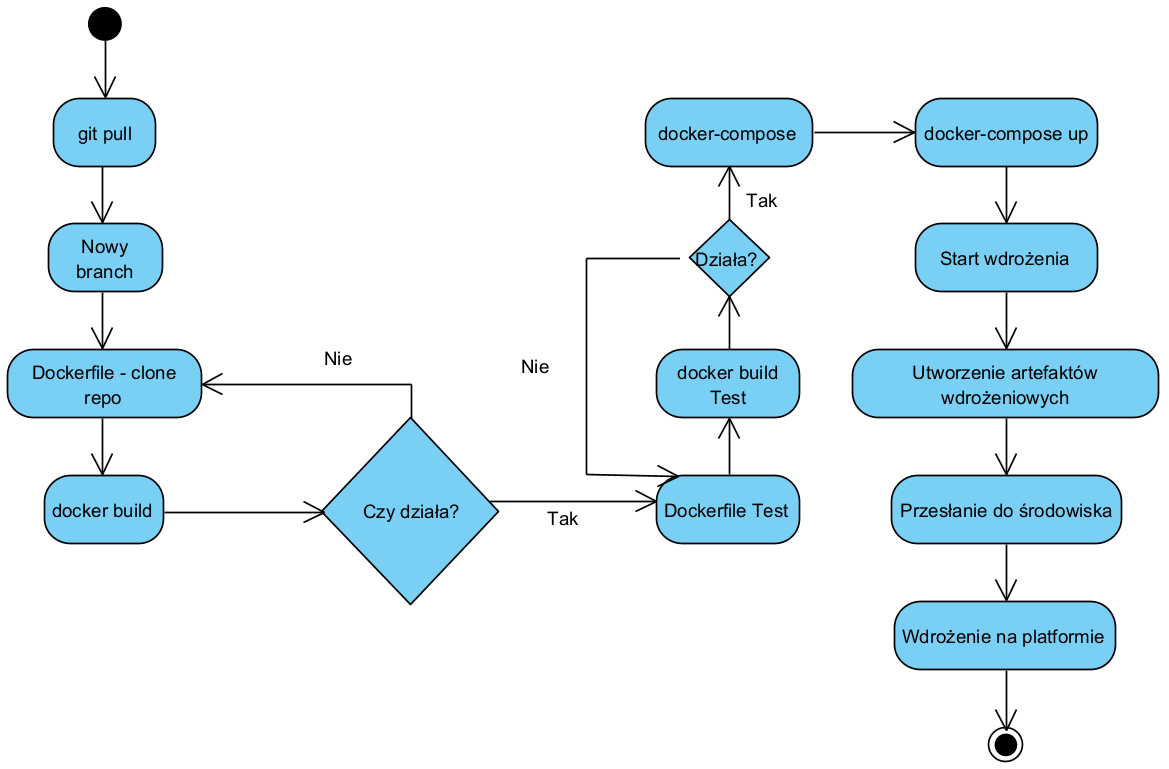 git pull
Nowy
branch
Dockerfile - clone
repo
docker build
Czy działa?
Nie
Tak
Dockerfile Test
docker build
Test
Działa?
Nie
Tak
docker-compose
docker-compose up
Start wdrożenia
Utworzenie artefaktów
wdrożeniowych
Przesłanie do środowiska
Wdrożenie na platformie